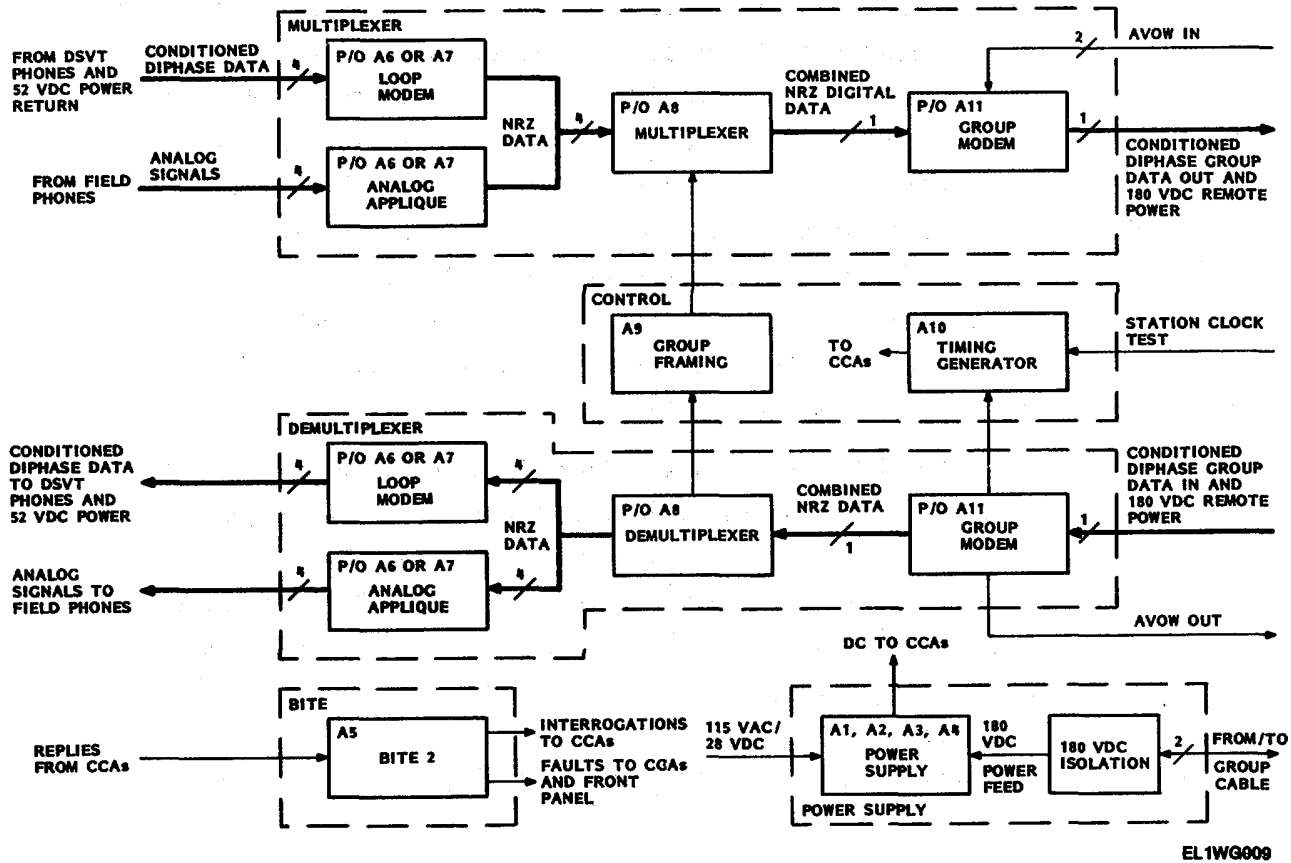 MULTIPLEXER
FROM DSVT
PHONES AND
52 VDC POWER
RETURN
CONDITIONED
DIPHASE DATA
4
P/O A6 OR A7
LOOP
MODEM
NRZ
DATA
4
P/O A8
MULTIPLEXER
COMBINED
NRZ DIGITAL
DATA
1
P/O A11
GROUP
MODEM
2
AVOW IN
1
CONDITIONED
DIPHASE GROUP
DATA OUT AND
180 VDC REMOTE
POWER
FROM FIELD
PHONES
ANALOG
SIGNALS
4
P/O A6 OR A7
ANALOG
APPLIQUE
CONTROL
A9
GROUP
FRAMING
TO
CCAs
A10
TIMING
GENERATOR
STATION CLOCK
TEST
DEMULTIPLEXER
CONDITIONED
DIPHASE DATA
TO DSVT
PHONES AND
52 VDC POWER
4
P/O A6 OR A7
LOOP
MODEM
4
NRZ
DATA
4
P/O A8
DEMULTIPLEXER
COMBINED
NRZ DATA
1
P/O A11
GROUP
MODEM
1
CONDITIONED
DIPHASE GROUP
DATA IN AND
180 VDC REMOTE
POWER
ANALOG
SIGNALS TO
FIELD PHONES
4
P/O A6 OR A7
ANALOG
APPLIQUE
AVOW OUT
BITE
REPLIES
FROM CCAs
A5
BITE 2
INTERROGATIONS
TO CCAs
FAULTS TO CCAs
AND FRONT
PANEL
DC TO CCAs
115 VAC/
28 VDC
A1, A2, A3, A4
POWER
SUPPLY
180
VDC
POWER
FEED
180 VDC
ISOLATION
2
FROM/TO
GROUP
CABLE
POWER SUPPLY
EL1WG009